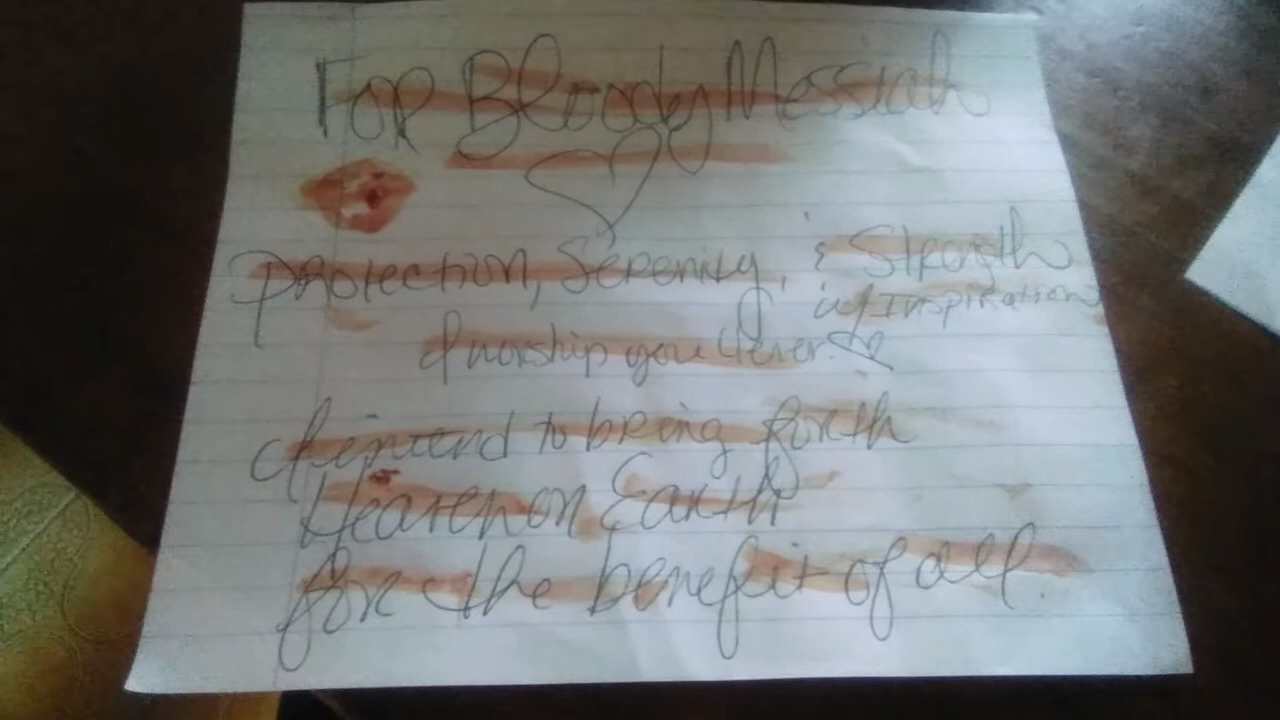 FOR Bloody Messiah
Protection, Serenity, & Strength
w/ Inspiration
I worship you 4ever.
I intend to bring forth
Heaven on Earth
for the benefit of all.